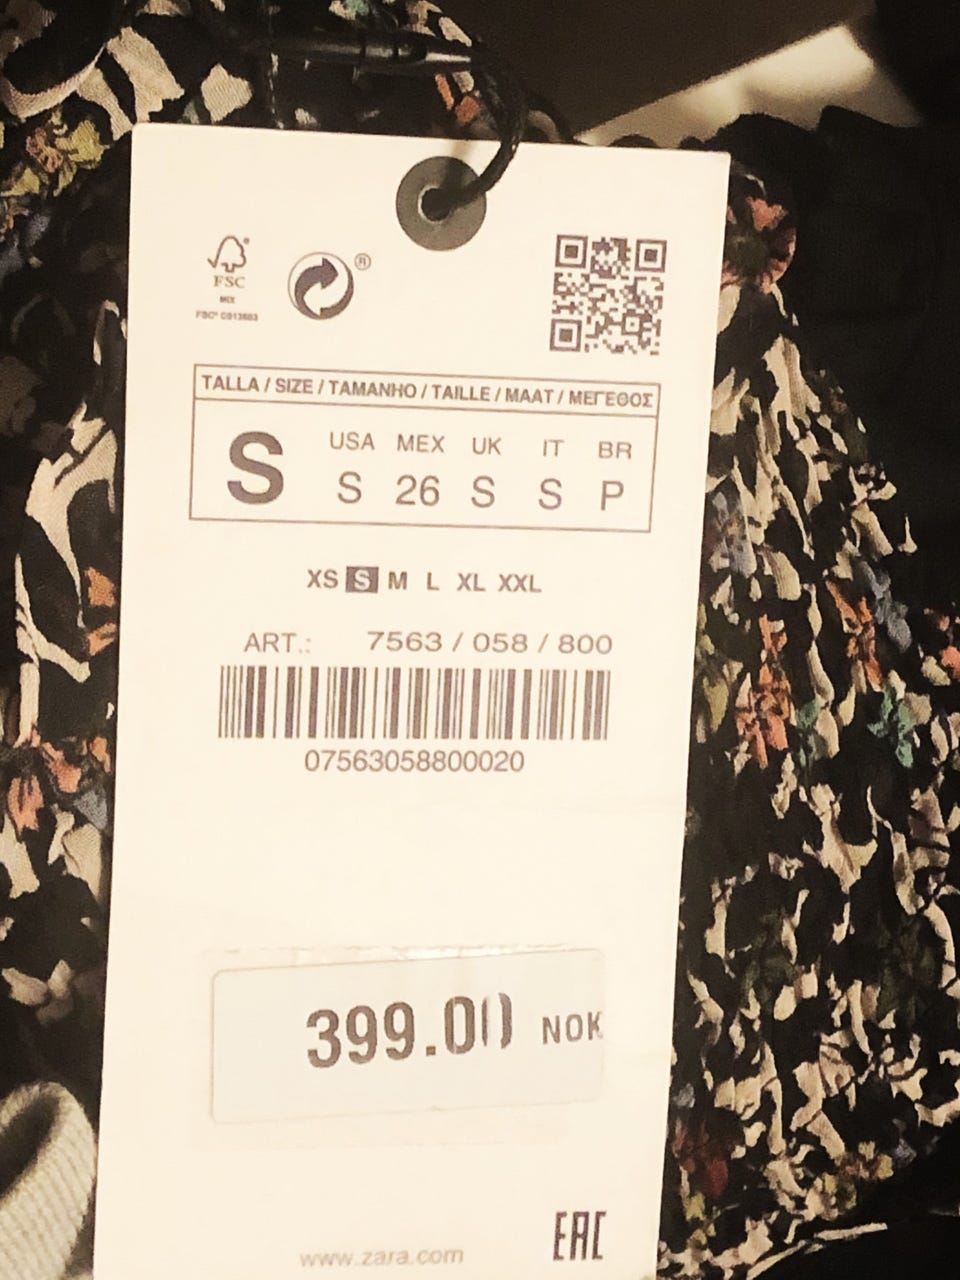 FSC
MIX
FSC® C013603
®
TALLA / SIZE / TAMANHO / TAILLE / MAAT / ΜΕΓΕΘΟΣ
S
USA MEX UK IT BR
S 26 S S P
XS S M L XL XXL
ART.: 7563 / 058 / 800
07563058800020
399.00 NOK
EAC
www.zara.com